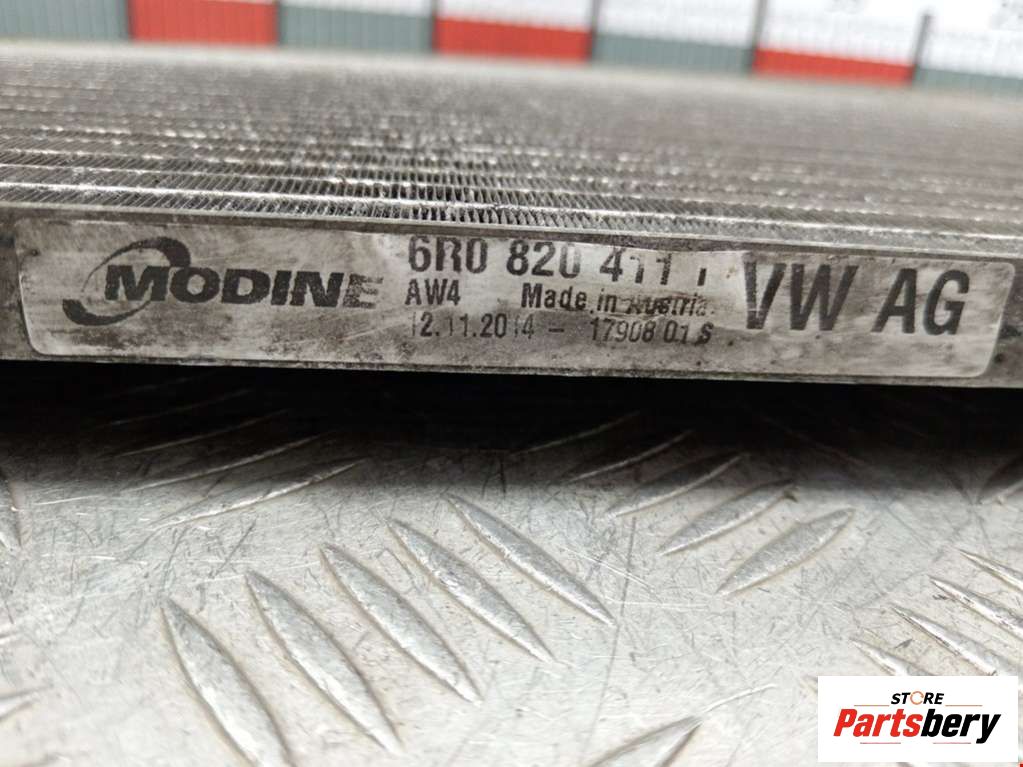 MODINE
6R0 820 411
AW4 Made in Austria
12.11.2014 - 17908 01 S
VW AG
STORE
Partsbery